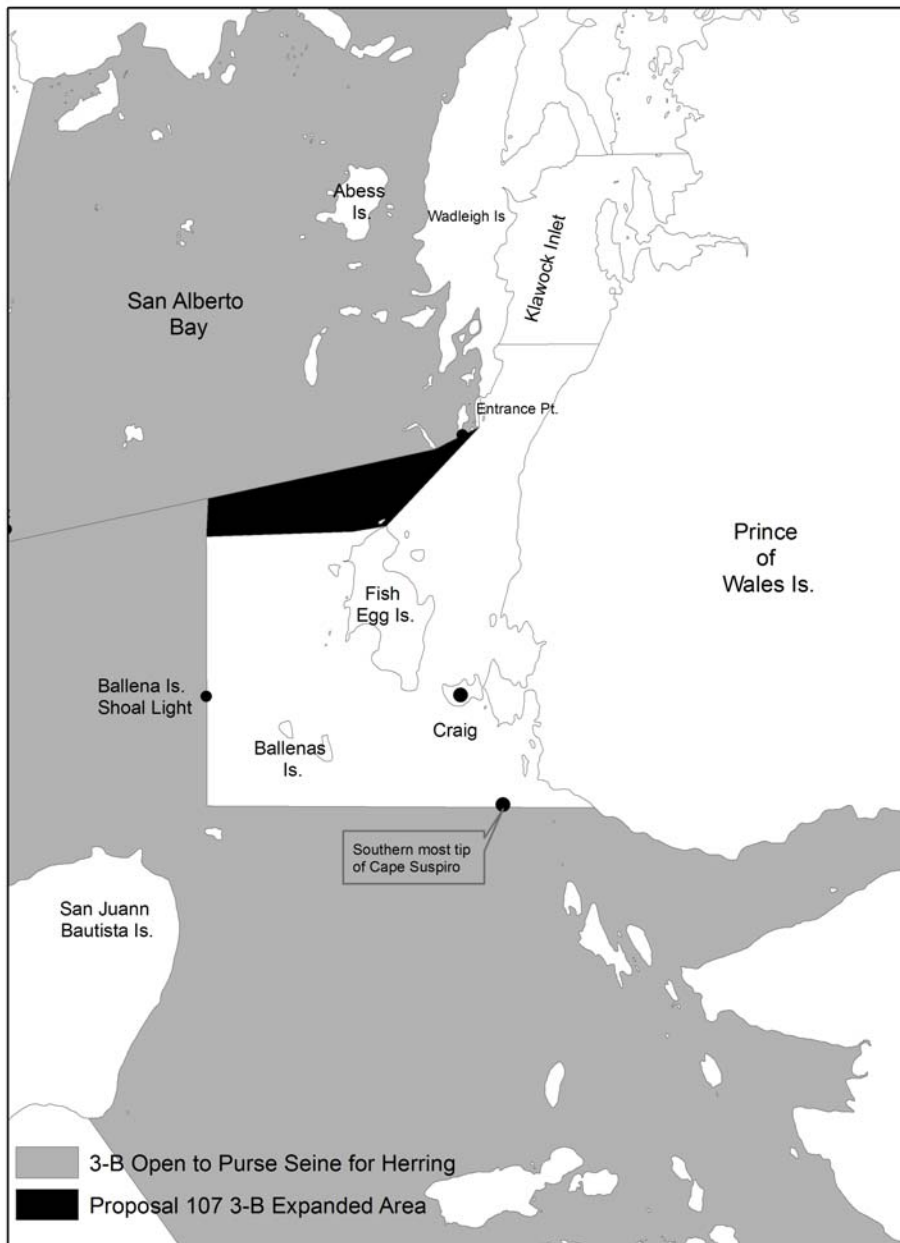 Abess
Is.
Wadleigh Is
Klawock Inlet
San Alberto
Bay
Entrance Pt.
Prince
of
Wales Is.
Fish
Egg Is.
Ballena Is.
Shoal Light
Craig
Ballenas
Is.
Southern most tip
of Cape Suspiro
San Juann
Bautista Is.
3-B Open to Purse Seine for Herring
Proposal 107 3-B Expanded Area